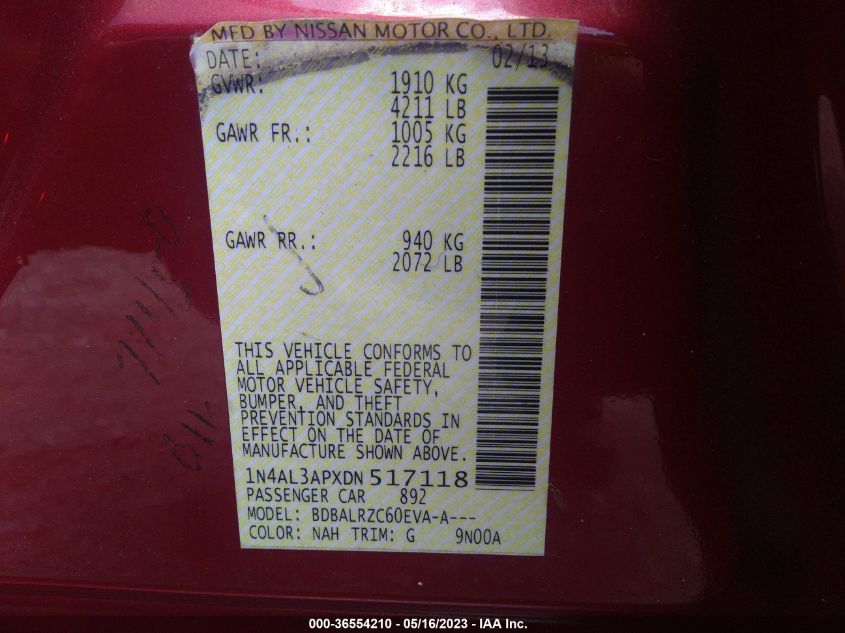 MFD BY NISSAN MOTOR CO., LTD.
DATE: 02/13
GVWR: 1910 KG
4211 LB
GAWR FR.: 1005 KG
2216 LB
GAWR RR.: 940 KG
2072 LB
THIS VEHICLE CONFORMS TO
ALL APPLICABLE FEDERAL
MOTOR VEHICLE SAFETY,
BUMPER, AND THEFT
PREVENTION STANDARDS IN
EFFECT ON THE DATE OF
MANUFACTURE SHOWN ABOVE.
1N4AL3APXDN517118
PASSENGER CAR 892
MODEL: BDBALRZC60EVA-A---
COLOR: NAH TRIM: G 9N00A
000-36554210 - 05/16/2023 - IAA Inc.